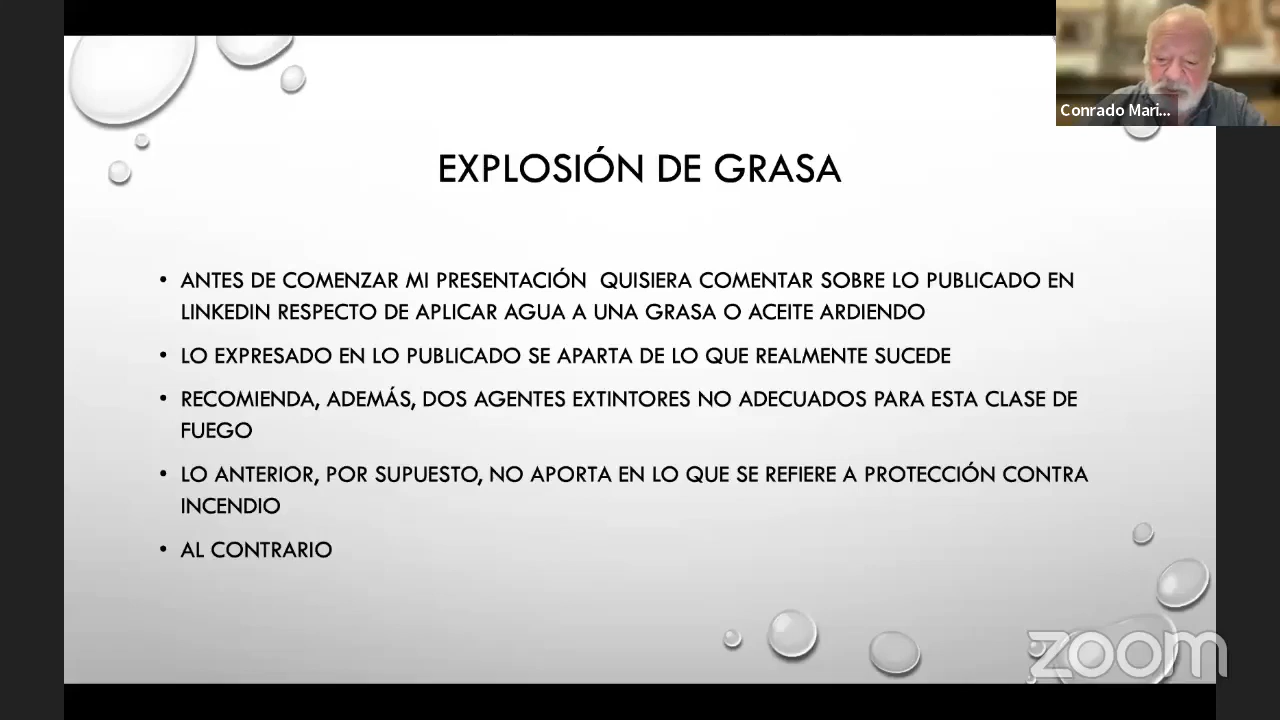 Conrado Mari...
EXPLOSIÓN DE GRASA
• ANTES DE COMENZAR MI PRESENTACIÓN QUISIERA COMENTAR SOBRE LO PUBLICADO EN
LINKEDIN RESPECTO DE APLICAR AGUA A UNA GRASA O ACEITE ARDIENDO
• LO EXPRESADO EN LO PUBLICADO SE APARTA DE LO QUE REALMENTE SUCEDE
• RECOMIENDA, ADEMÁS, DOS AGENTES EXTINTORES NO ADECUADOS PARA ESTA CLASE DE
FUEGO
• LO ANTERIOR, POR SUPUESTO, NO APORTA EN LO QUE SE REFIERE A PROTECCIÓN CONTRA
INCENDIO
• AL CONTRARIO
zoom